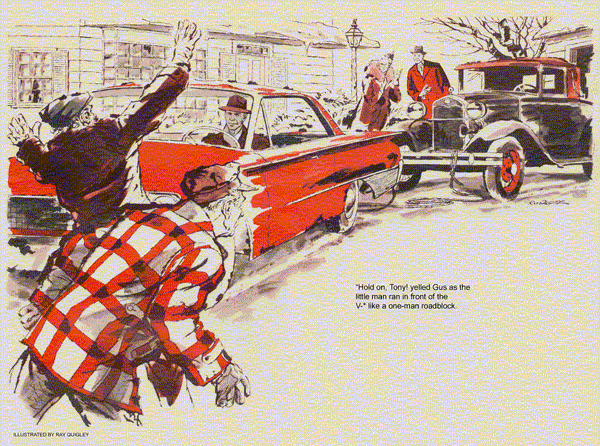 "Hold on, Tony! yelled Gus as the
little man ran in front of the
V-* like a one-man roadblock.
ILLUSTRATED BY RAY QUIGLEY